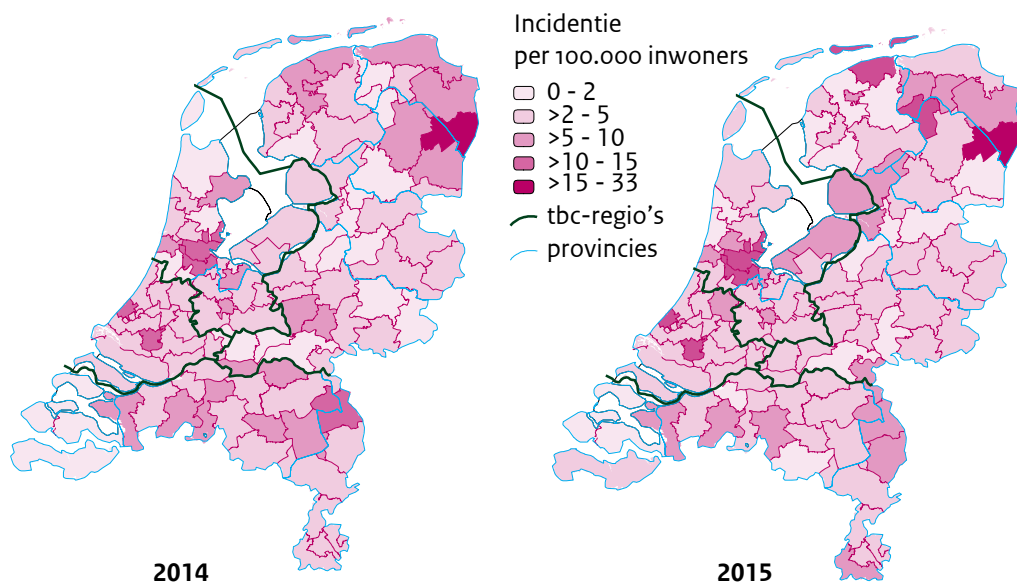 Incidentie
per 100.000 inwoners
0 - 2
>2 - 5
>5 - 10
>10 - 15
>15 - 33
tbc-regio's
provincies
2014
2015